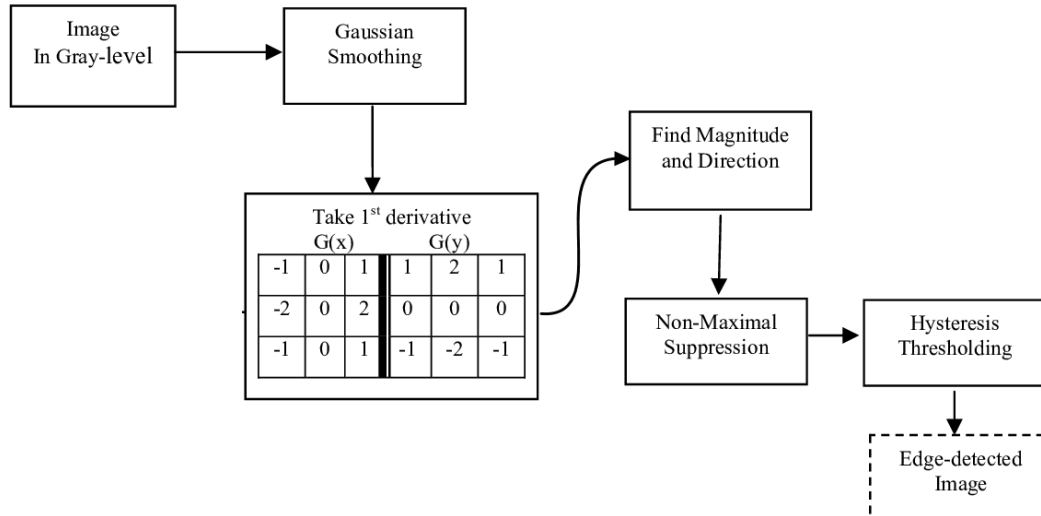 Image
In Gray-level
Gaussian
Smoothing
Take 1st derivative
G(x) G(y)
-1 0 1 1 2 1
-2 0 2 0 0 0
-1 0 1 -1 -2 -1
Find Magnitude
and Direction
Non-Maximal
Suppression
Hysteresis
Thresholding
Edge-detected
Image